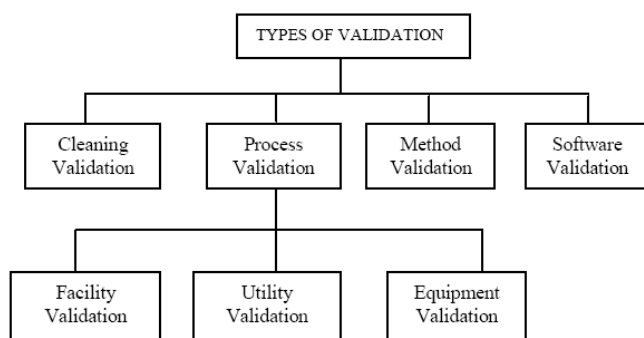 TYPES OF VALIDATION
Cleaning
Validation
Process
Validation
Method
Validation
Software
Validation
Facility
Validation
Utility
Validation
Equipment
Validation